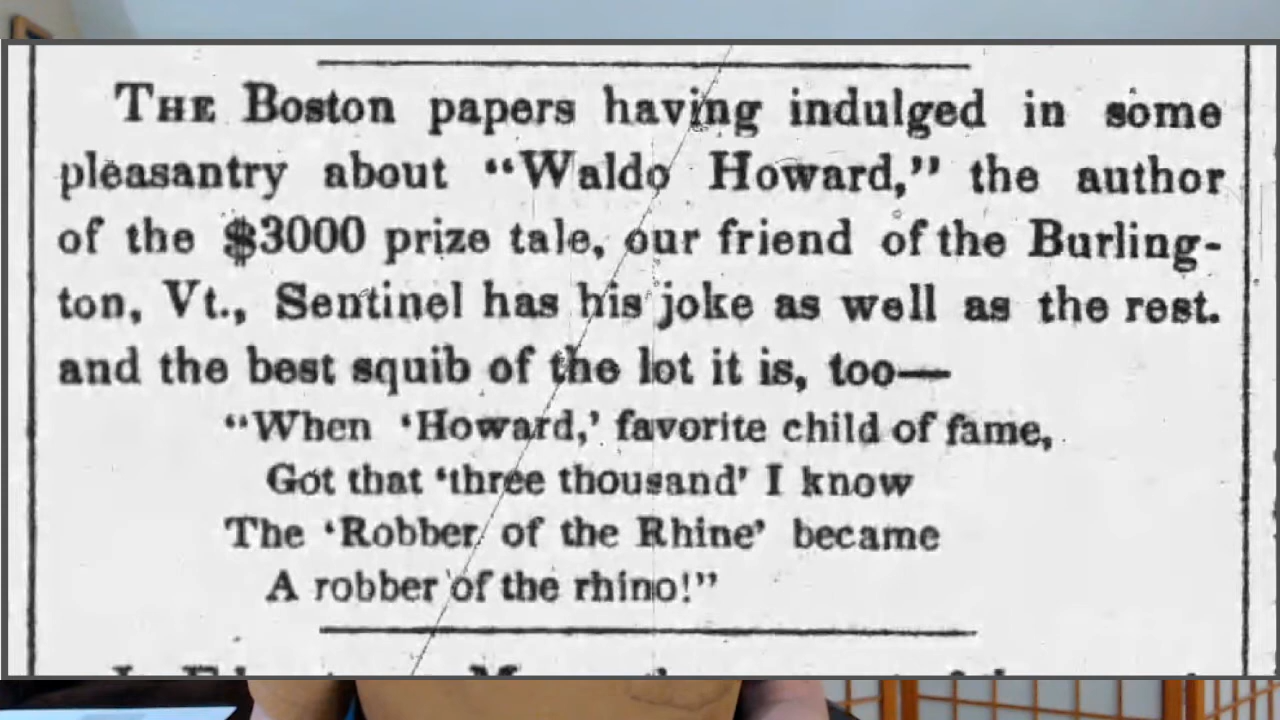 THE Boston papers having indulged in some
pleasantry about “Waldo Howard,” the author
of the $3000 prize tale, our friend of the Burling-
ton, Vt., Sentinel has his joke as well as the rest.
and the best squib of the lot it is, too—
“When ‘Howard,’ favorite child of fame,
Got that ‘three thousand’ I know
The ‘Robber of the Rhine’ became
A robber of the rhino!”